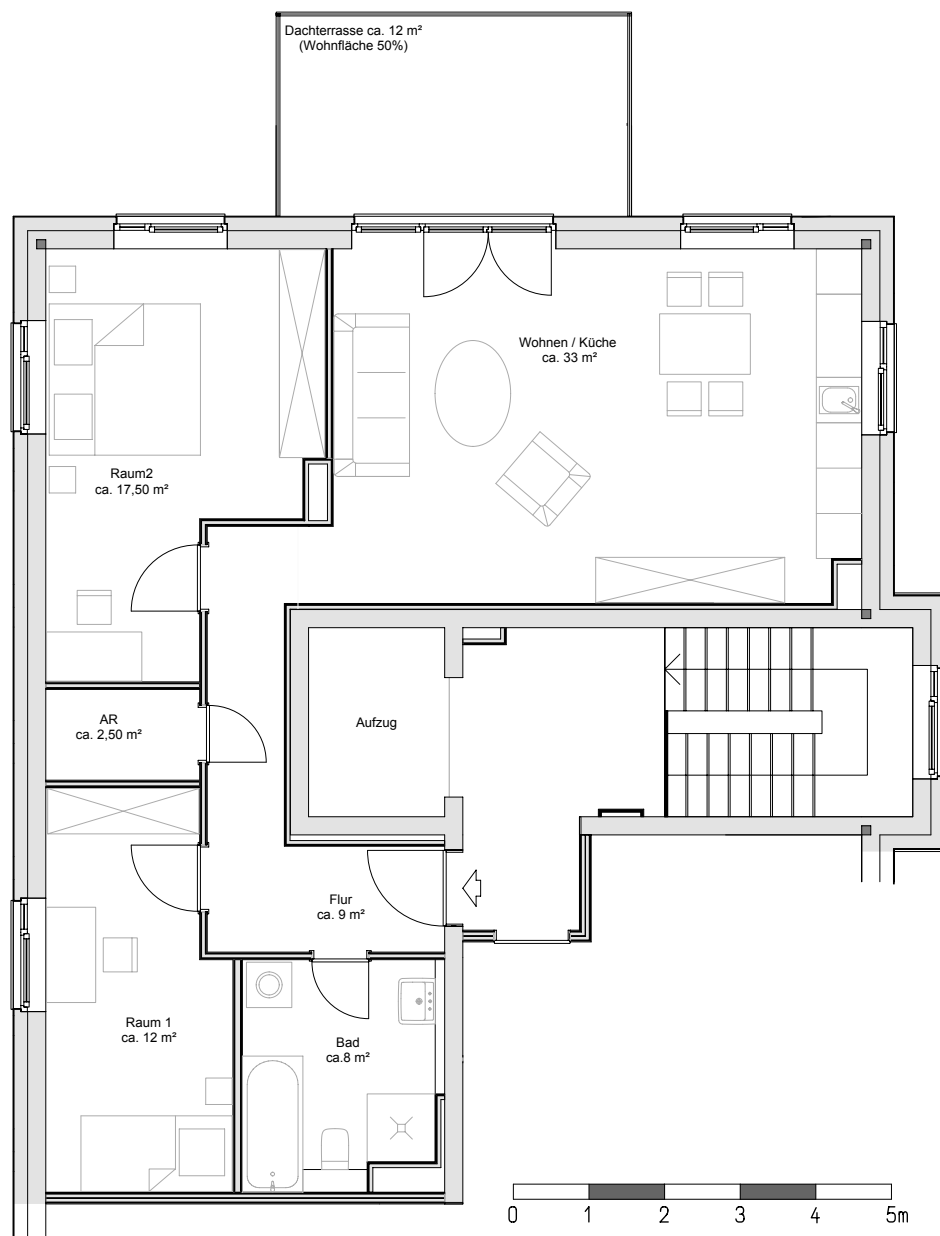 Dachterrasse ca. 12 m²
(Wohnfläche 50%)
Wohnen / Küche
ca. 33 m²
Raum2
ca. 17,50 m²
AR
ca. 2,50 m²
Aufzug
Flur
ca. 9 m²
Raum 1
ca. 12 m²
Bad
ca.8 m²
0 1 2 3 4 5m